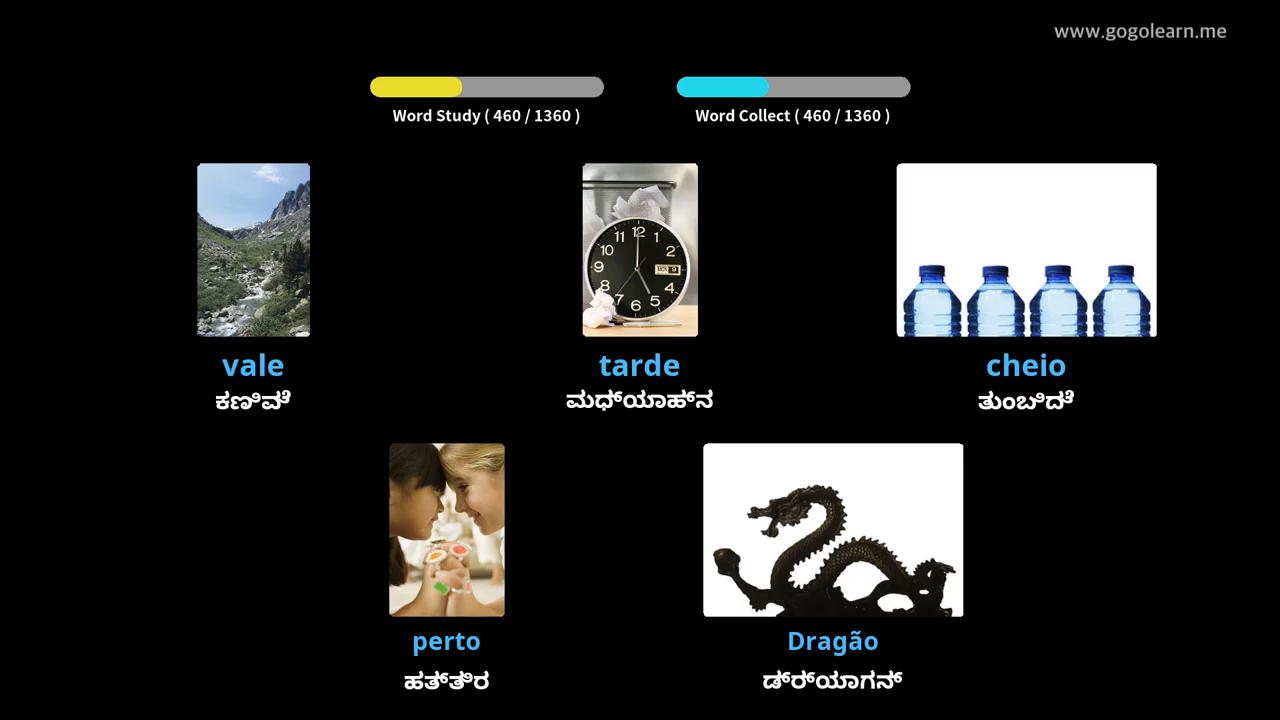 www.gogolearn.me
Word Study ( 460 / 1360 )
Word Collect ( 460 / 1360 )
vale
ಕಣಿವೆ
tarde
ಮಧ್ಯಾಹ್ನ
cheio
ತುಂಬಿದೆ
perto
ಹತ್ತಿರ
Dragão
ಡ್ರ್ಯಾಗನ್